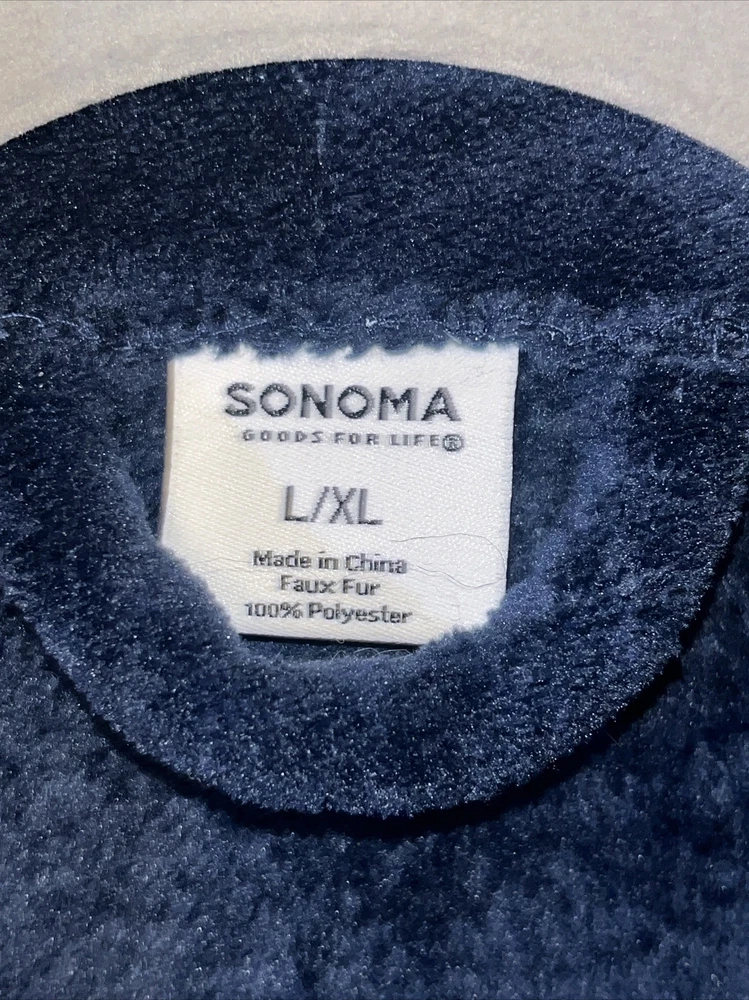 SONOMA
GOODS FOR LIFE®
L/XL
Made in China
Faux Fur
100% Polyester